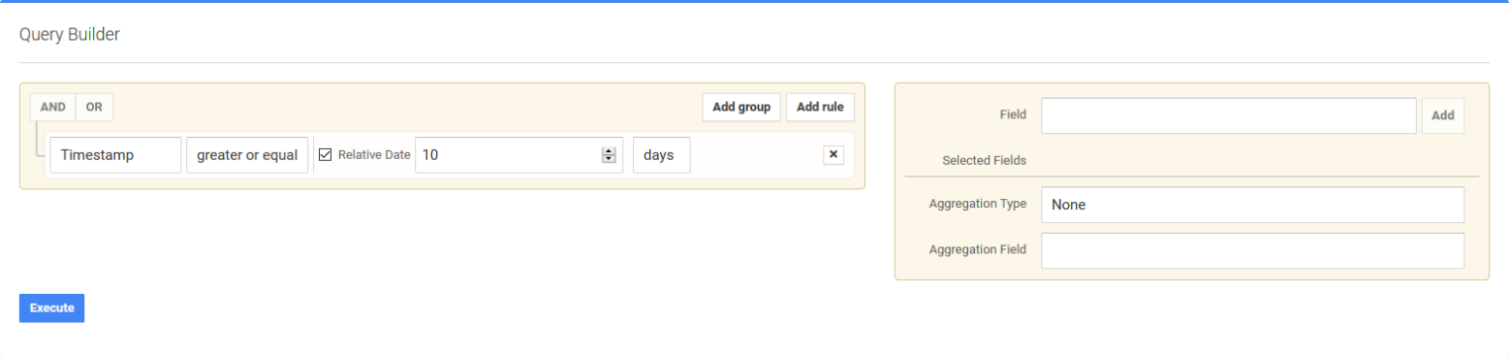 Query Builder
AND OR Add group Add rule
Timestamp greater or equal Relative Date 10 days
Field Add
Selected Fields
Aggregation Type None
Aggregation Field
Execute